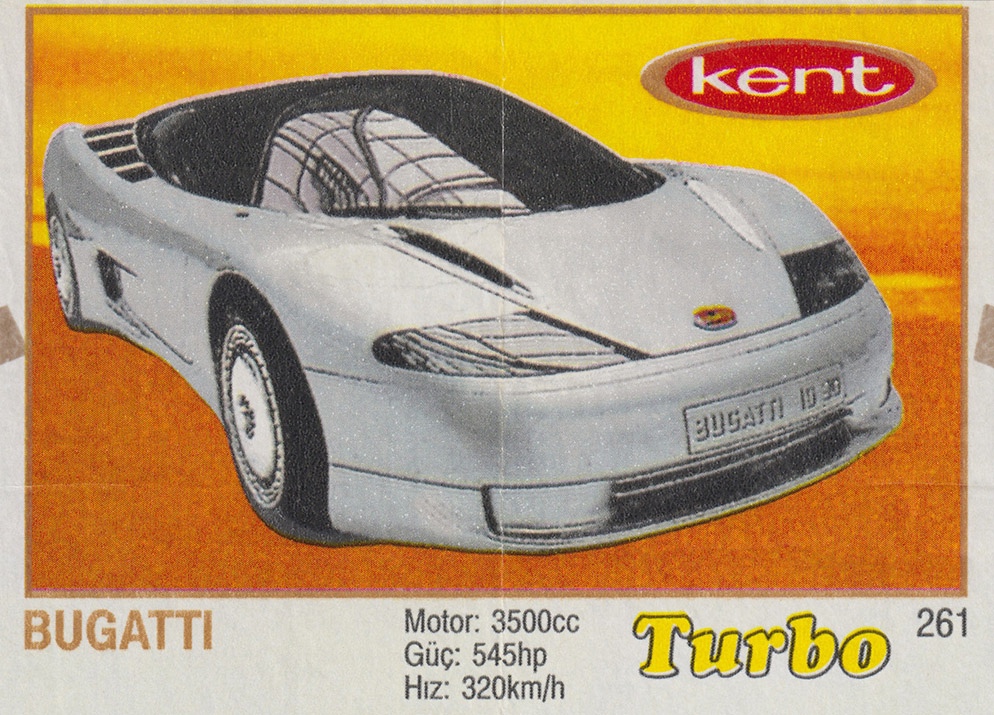 kent
BUGATTI ID 90
BUGATTI
Motor: 3500cc
Güç: 545hp
Hız: 320km/h
Turbo
261